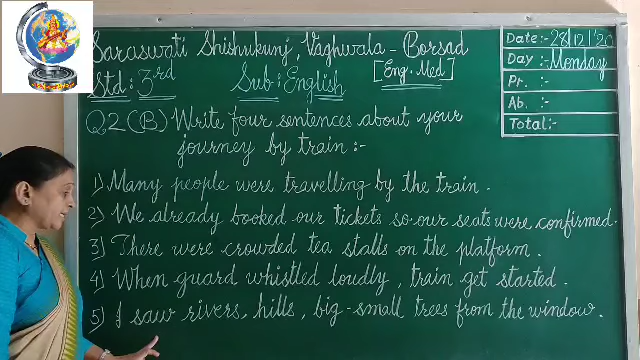 Saraswati Shishukunj, Vaghwala - Borsad
Std : 3rd Sub : English [Eng. Med]
Date :- 28/12/'20
Day :- Monday
Pr. :-
Ab. :-
Total :-
Q2 (B) Write four sentences about your
journey by train :-
1) Many people were travelling by the train.
2) We already booked our tickets so our seats were confirmed.
3) There were crowded tea stalls on the platform.
4) When guard whistled loudly, train get started.
5) I saw rivers, hills, big-small trees from the window.